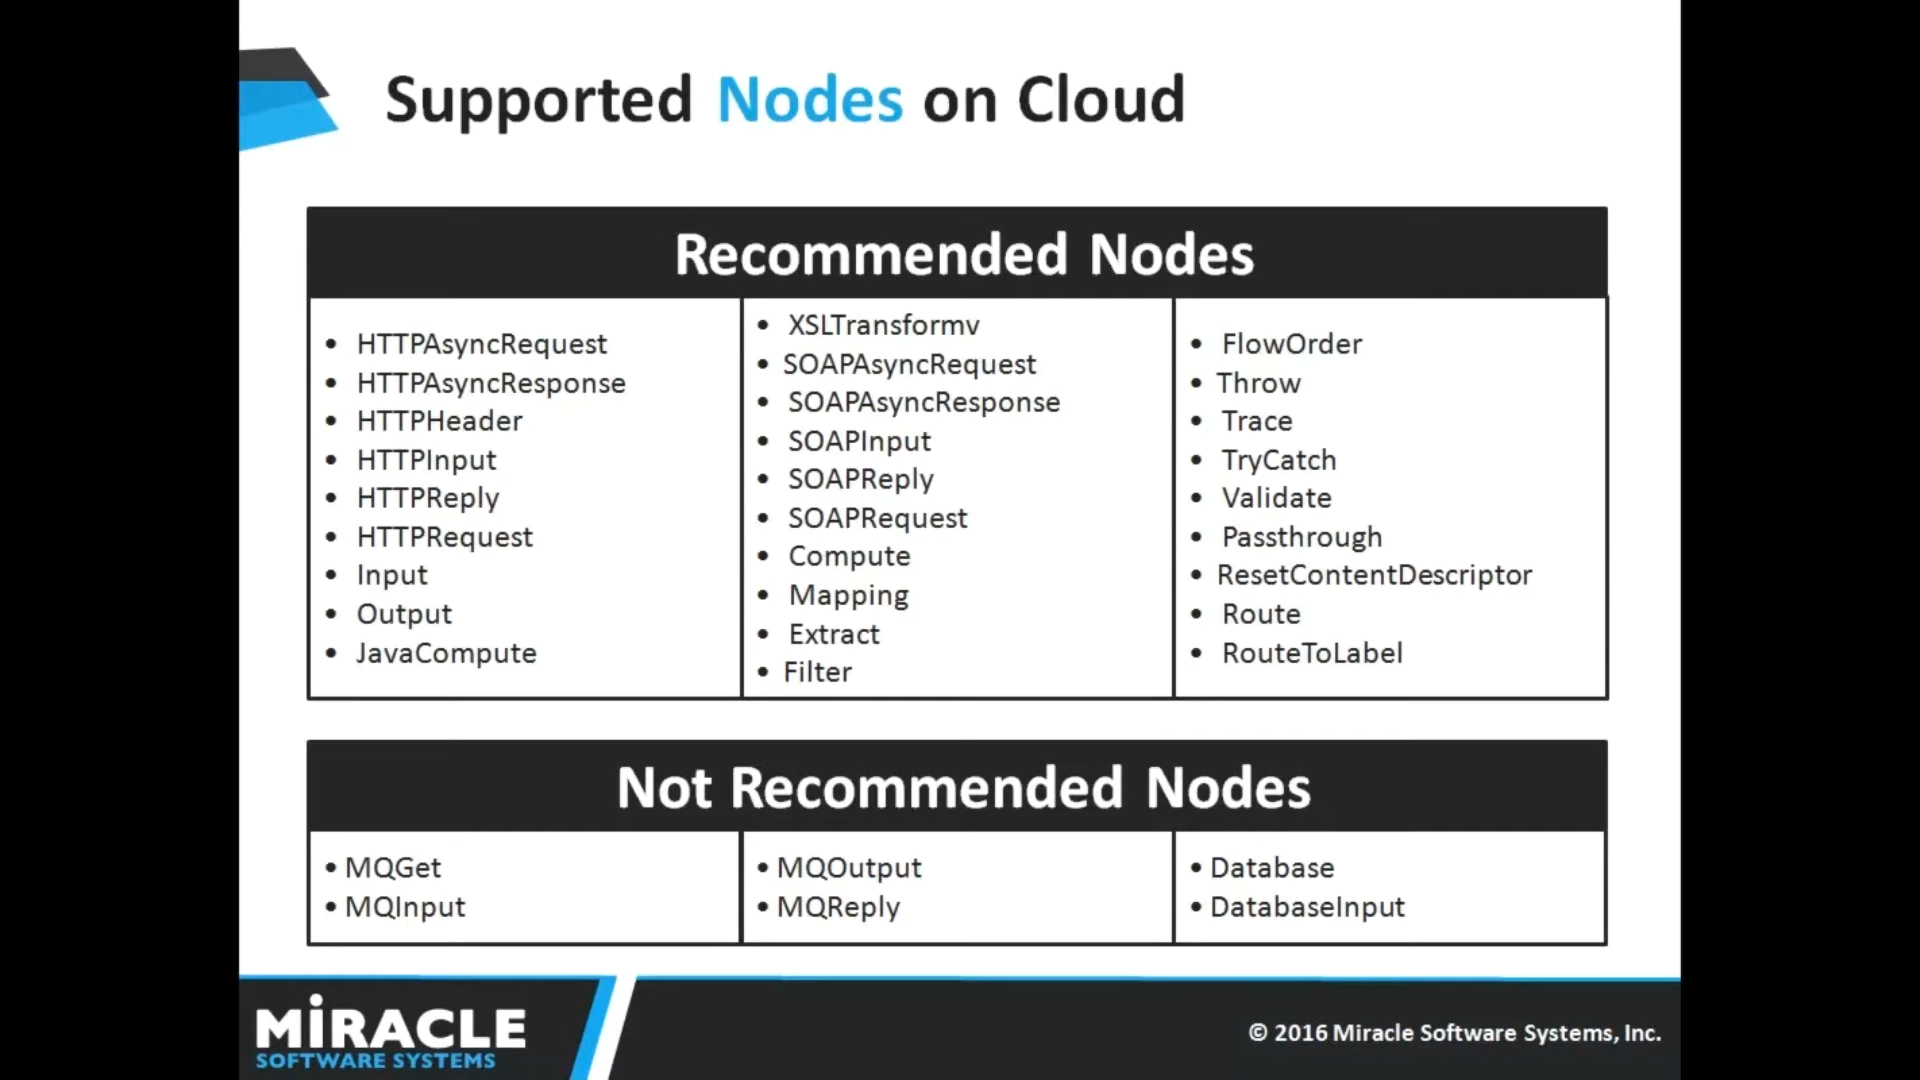 Supported Nodes on Cloud
Recommended Nodes
• HTTPAsyncRequest
• HTTPAsyncResponse
• HTTPHeader
• HTTPInput
• HTTPReply
• HTTPRequest
• Input
• Output
• JavaCompute
• XSLTransformv
• SOAPAsyncRequest
• SOAPAsyncResponse
• SOAPInput
• SOAPReply
• SOAPRequest
• Compute
• Mapping
• Extract
• Filter
• FlowOrder
• Throw
• Trace
• TryCatch
• Validate
• Passthrough
• ResetContentDescriptor
• Route
• RouteToLabel
Not Recommended Nodes
• MQGet
• MQInput
• MQOutput
• MQReply
• Database
• DatabaseInput
MiRACLE
SOFTWARE SYSTEMS
© 2016 Miracle Software Systems, Inc.